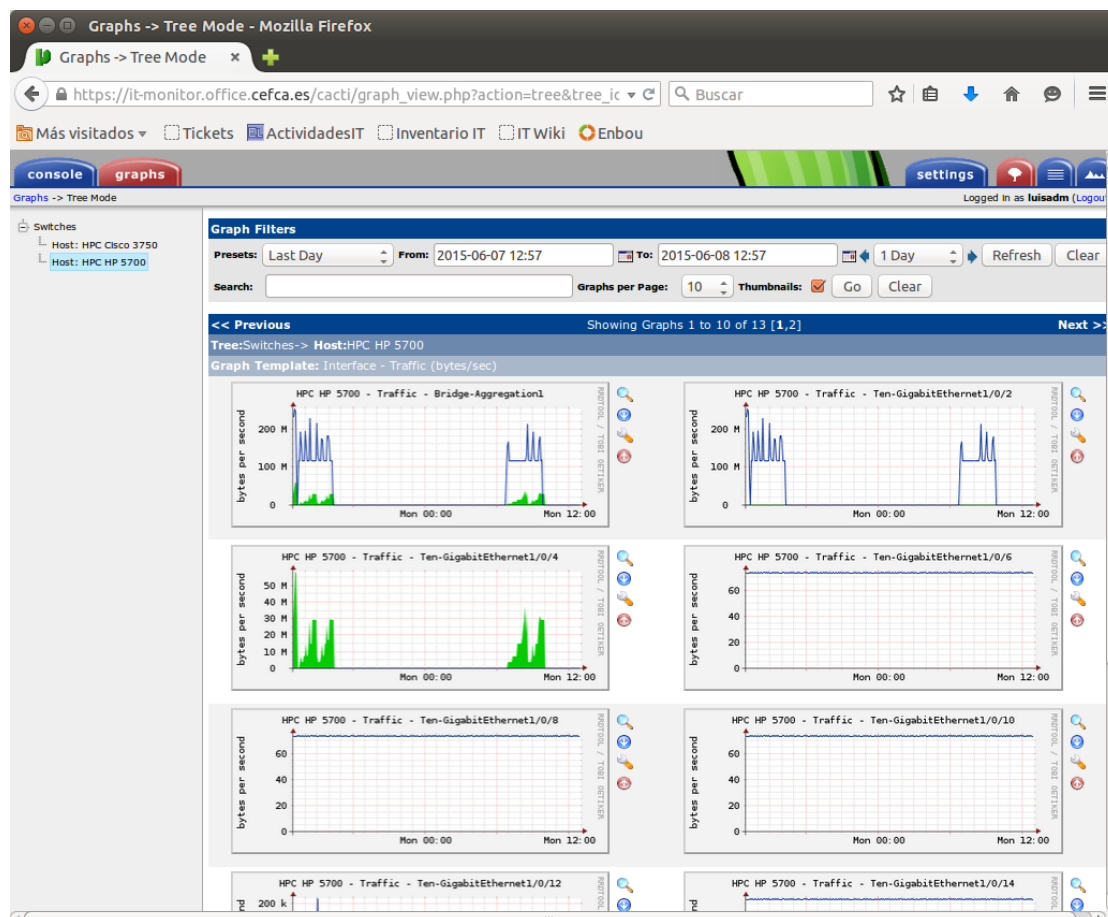 Graphs -> Tree Mode - Mozilla Firefox
Graphs -> Tree Mode
https://it-monitor.office.cefca.es/cacti/graph_view.php?action=tree&tree_ic
Buscar
Más visitados
Tickets
ActividadesIT
Inventario IT
IT Wiki
Enbou
console
graphs
settings
Graphs -> Tree Mode
Logged in as luisadm (Logou
Switches
Host: HPC Cisco 3750
Host: HPC HP 5700
Graph Filters
Presets: Last Day From: 2015-06-07 12:57 To: 2015-06-08 12:57 1 Day Refresh Clear
Search: Graphs per Page: 10 Thumbnails: Go Clear
<< Previous Showing Graphs 1 to 10 of 13 [1,2] Next >>
Tree:Switches-> Host:HPC HP 5700
Graph Template: Interface - Traffic (bytes/sec)
HPC HP 5700 - Traffic - Bridge-Aggregation1
bytes per second
200 M
100 M
0
Mon 00:00
Mon 12:00
RRDTOOL / TOBI OETIKER
HPC HP 5700 - Traffic - Ten-GigabitEthernet1/0/2
bytes per second
200 M
100 M
0
Mon 00:00
Mon 12:00
RRDTOOL / TOBI OETIKER
HPC HP 5700 - Traffic - Ten-GigabitEthernet1/0/4
bytes per second
50 M
40 M
30 M
20 M
10 M
0
Mon 00:00
Mon 12:00
RRDTOOL / TOBI OETIKER
HPC HP 5700 - Traffic - Ten-GigabitEthernet1/0/6
bytes per second
60
40
20
0
Mon 00:00
Mon 12:00
RRDTOOL / TOBI OETIKER
HPC HP 5700 - Traffic - Ten-GigabitEthernet1/0/8
bytes per second
60
40
20
0
Mon 00:00
Mon 12:00
RRDTOOL / TOBI OETIKER
HPC HP 5700 - Traffic - Ten-GigabitEthernet1/0/10
bytes per second
60
40
20
0
Mon 00:00
Mon 12:00
RRDTOOL / TOBI OETIKER
HPC HP 5700 - Traffic - Ten-GigabitEthernet1/0/12
nd
200 k
RRDTOOL
HPC HP 5700 - Traffic - Ten-GigabitEthernet1/0/14
nd
RRDTOOL